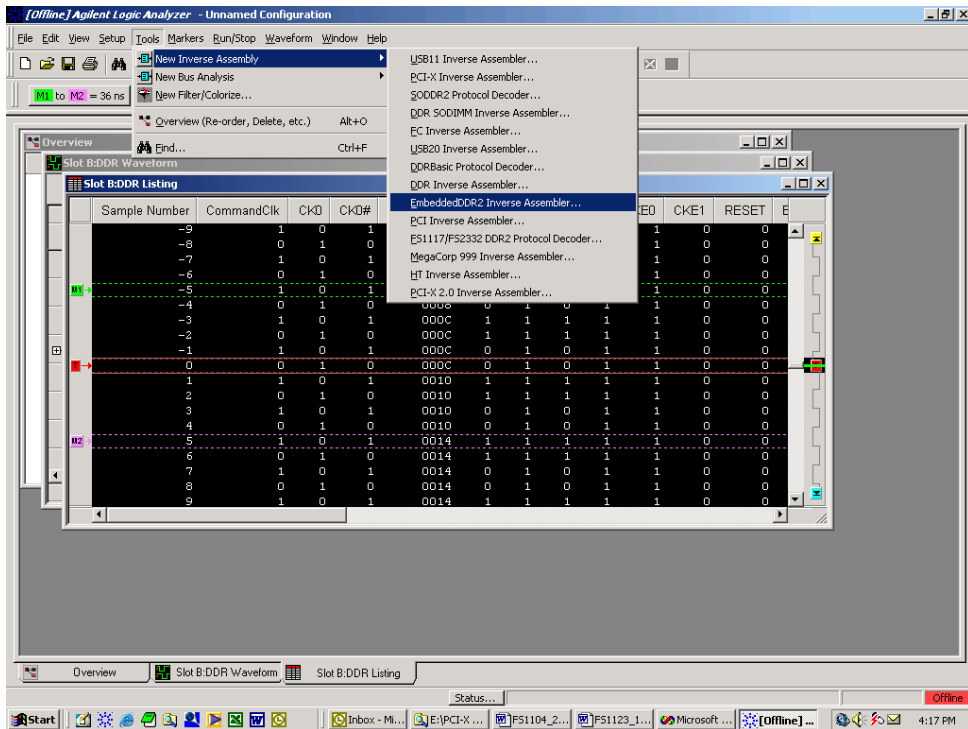 [Offline] Agilent Logic Analyzer - Unnamed Configuration
File Edit View Setup Tools Markers Run/Stop Waveform Window Help
M1 to M2 = 36 ns
New Inverse Assembly
New Bus Analysis
New Filter/Colorize...
Overview (Re-order, Delete, etc.) Alt+O
Find... Ctrl+F
USB11 Inverse Assembler...
PCI-X Inverse Assembler...
SODDR2 Protocol Decoder...
DDR SODIMM Inverse Assembler...
FC Inverse Assembler...
USB20 Inverse Assembler...
DDRBasic Protocol Decoder...
DDR Inverse Assembler...
EmbeddedDDR2 Inverse Assembler...
PCI Inverse Assembler...
FS1117/FS2332 DDR2 Protocol Decoder...
MegaCorp 999 Inverse Assembler...
HT Inverse Assembler...
PCI-X 2.0 Inverse Assembler...
Overview
Slot B:DDR Waveform
Slot B:DDR Listing
Sample Number CommandClk CK0 CK0# KE0 CKE1 RESET E
-9 1 0 1 1 0 0
-8 0 1 0 1 0 0
-7 1 0 1 1 0 0
-6 0 1 0 1 0 0
M1 -5 1 0 1 1 0 0
-4 0 1 0 0008 0 1 0 1 1 0 0
-3 1 0 1 000C 1 1 1 1 1 0 0
-2 0 1 0 000C 1 1 1 1 1 0 0
-1 1 0 1 000C 0 1 0 1 1 0 0
T 0 0 1 0 000C 0 1 0 1 1 0 0
1 1 0 1 0010 1 1 1 1 1 0 0
2 0 1 0 0010 1 1 1 1 1 0 0
3 1 0 1 0010 0 1 0 1 1 0 0
4 0 1 0 0010 0 1 0 1 1 0 0
M2 5 1 0 1 0014 1 1 1 1 1 0 0
6 0 1 0 0014 1 1 1 1 1 0 0
7 1 0 1 0014 0 1 0 1 1 0 0
8 0 1 0 0014 0 1 0 1 1 0 0
9 1 0 1 0014 1 1 1 1 1 0 0
Overview Slot B:DDR Waveform Slot B:DDR Listing
Status... Offline
Start Inbox - Mi... E:\PCI-X ... FS1104_2... FS1123_1... Microsoft ... [Offline] ... 4:17 PM